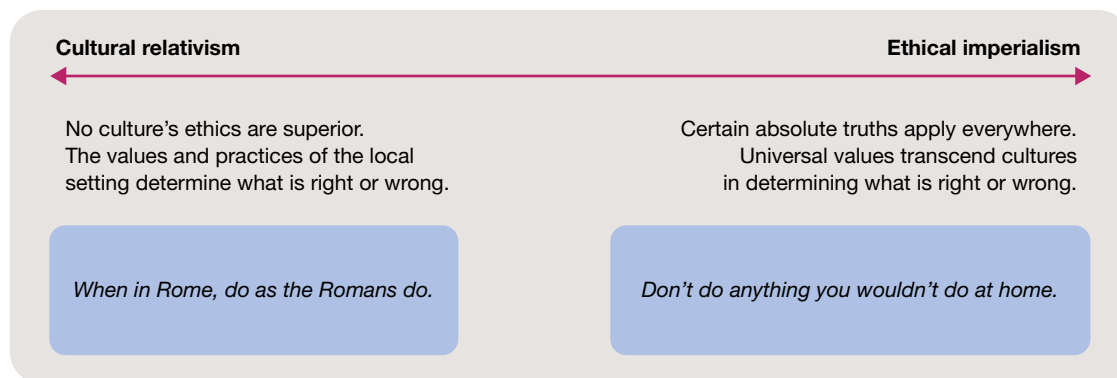 Cultural relativism
Ethical imperialism
No culture's ethics are superior.
The values and practices of the local
setting determine what is right or wrong.
Certain absolute truths apply everywhere.
Universal values transcend cultures
in determining what is right or wrong.
When in Rome, do as the Romans do.
Don't do anything you wouldn't do at home.